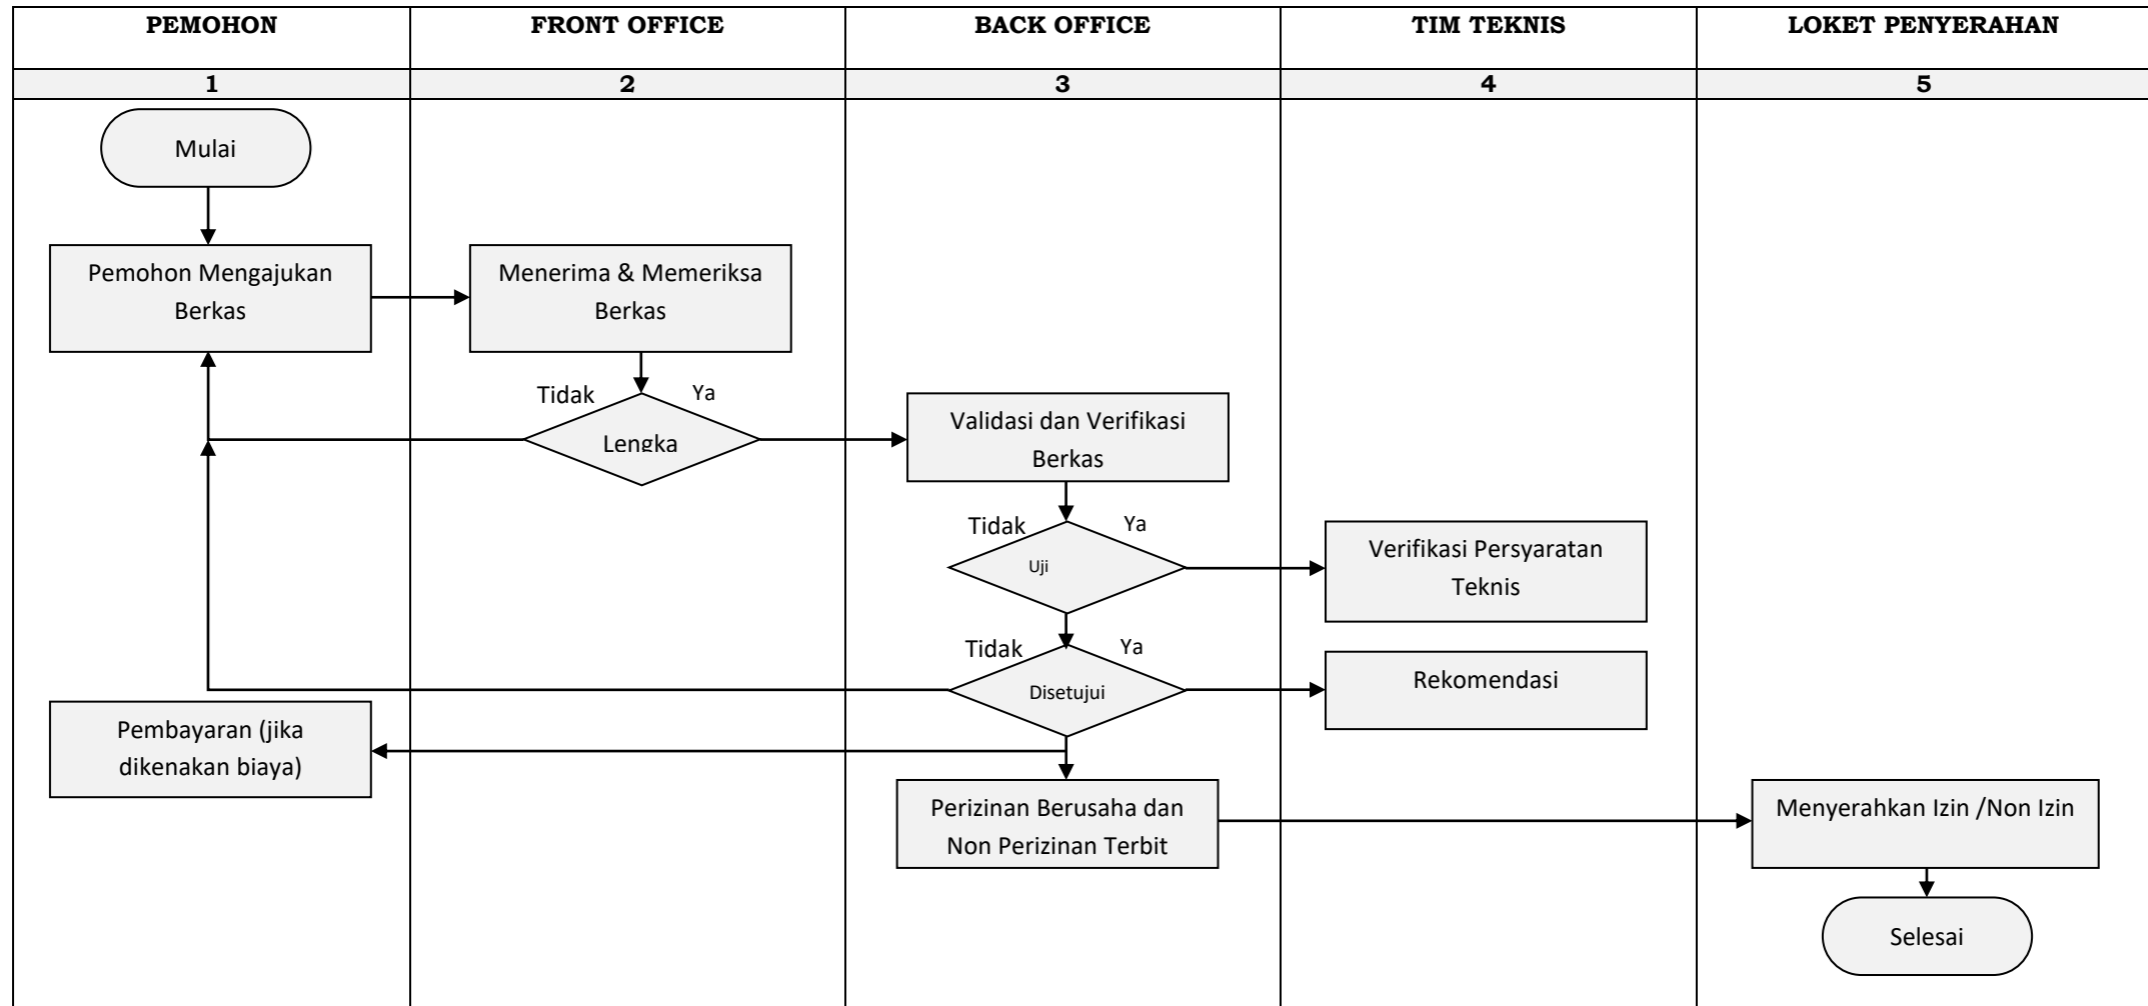 PEMOHON
FRONT OFFICE
BACK OFFICE
TIM TEKNIS
LOKET PENYERAHAN
1
2
3
4
5
Mulai
Pemohon Mengajukan
Berkas
Menerima & Memeriksa
Berkas
Tidak
Ya
Lengka
Validasi dan Verifikasi
Berkas
Tidak
Ya
Uji
Verifikasi Persyaratan
Teknis
Tidak
Ya
Disetujui
Rekomendasi
Pembayaran (jika
dikenakan biaya)
Perizinan Berusaha dan
Non Perizinan Terbit
Menyerahkan Izin /Non Izin
Selesai